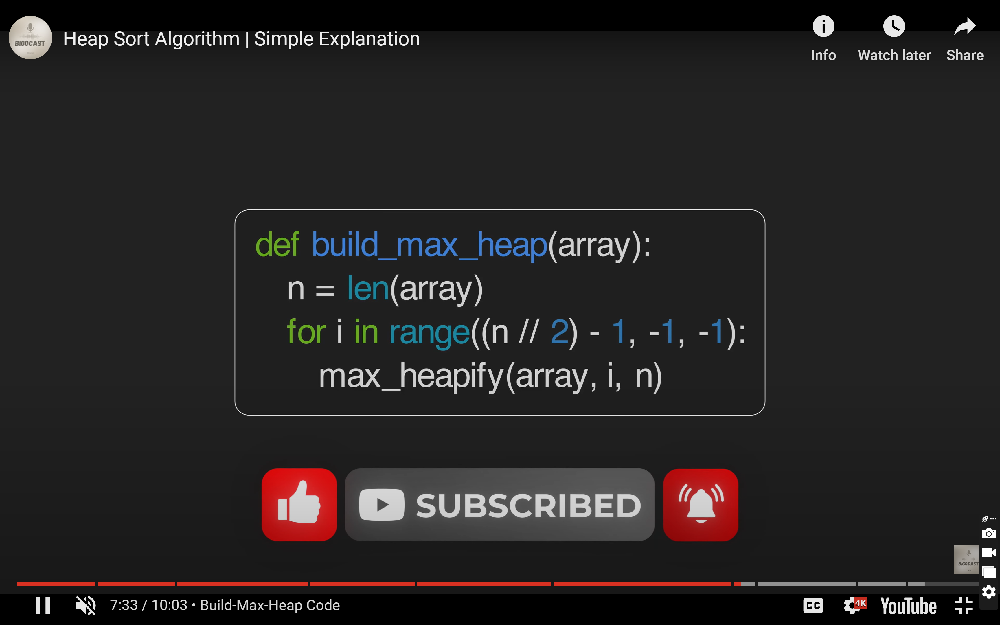 BIGOCAST
Heap Sort Algorithm | Simple Explanation
Info
Watch later
Share
def build_max_heap(array):
n = len(array)
for i in range((n // 2) - 1, -1, -1):
max_heapify(array, i, n)
SUBSCRIBED
BIGOCAST
7:33 / 10:03 • Build-Max-Heap Code
CC
4K
YouTube